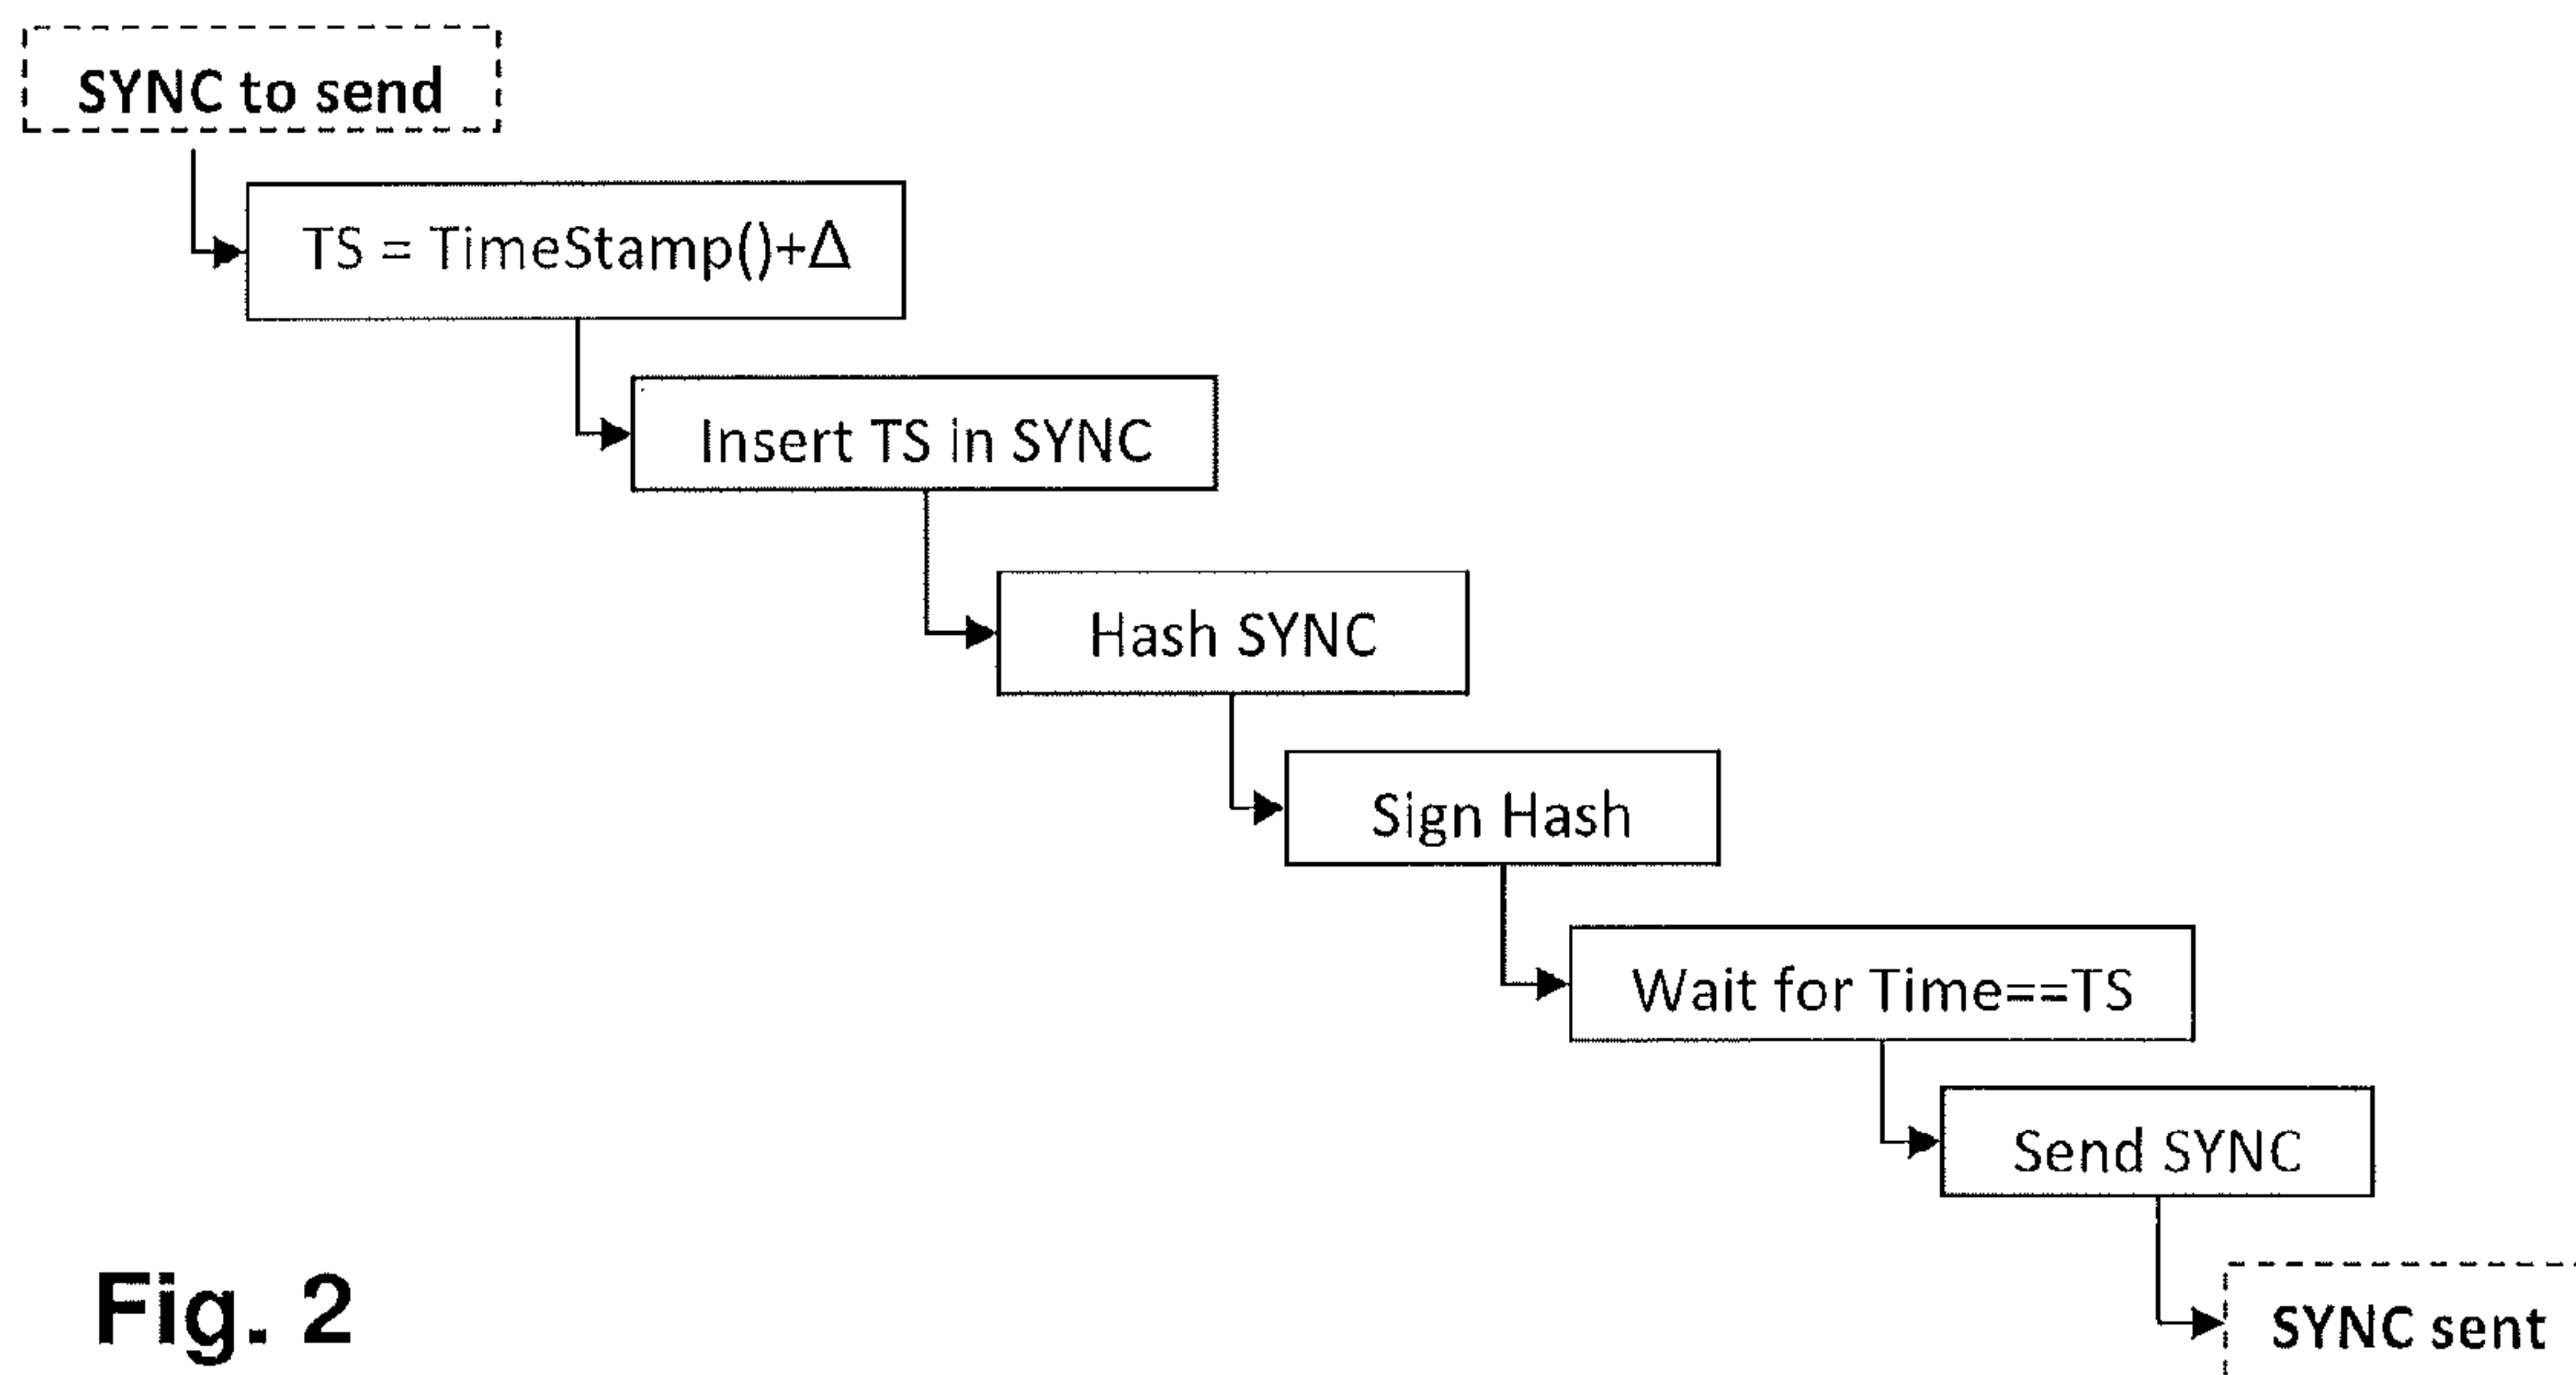 SYNC to send
TS = TimeStamp()+Δ
Insert TS in SYNC
Hash SYNC
Sign Hash
Wait for Time==TS
Send SYNC
SYNC sent
Fig. 2